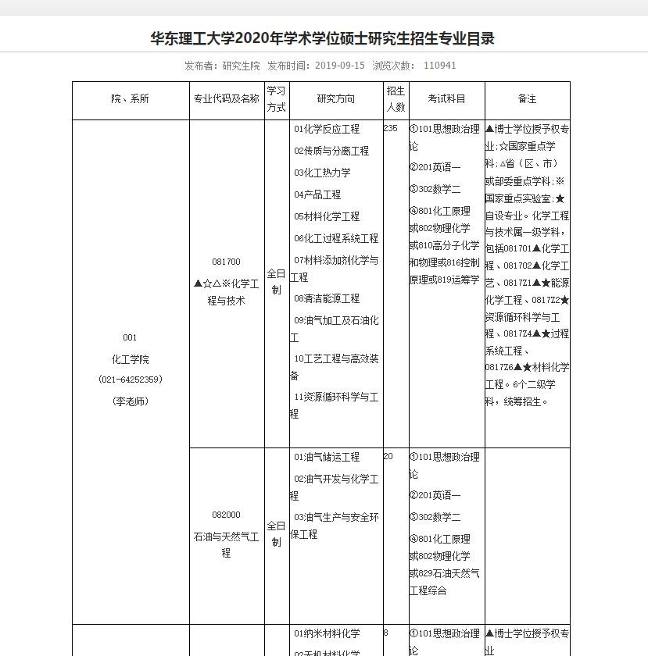 华东理工大学2020年学术学位硕士研究生招生专业目录
发布者：研究生院 发布时间：2019-09-15 浏览次数： 110941
院、系所
专业代码及名称
学习
方式
研究方向
招生
人数
考试科目
备注
001
化工学院
（021-64252359）
（李老师）
081700
▲☆△※化学工
程与技术
全日
制
01化学反应工程
02传质与分离工程
03化工热力学
04产品工程
05材料化学工程
06化工过程系统工程
07材料添加剂化学与
工程
08清洁能源工程
09油气加工及石油化
工
10工艺工程与高效装
备
11资源循环科学与工
程
235
①101思想政治理
论
②201英语一
③302数学二
④801化工原理
或802物理化学
或810高分子化学
和物理或816控制
原理或819运筹学
▲博士学位授予权专
业;☆国家重点学
科;△省（区、市）
或部委重点学科;※
国家重点实验室;★
自设专业。化学工程
与技术属一级学科,
包括081701▲化学工
程、081702▲化学工
艺、0817Z1▲★能源
化学工程、0817Z2★
资源循环科学与工
程、0817Z4▲★过程
系统工程、
0817Z6▲★材料化学
工程。6个二级学
科，统筹招生。
082000
石油与天然气工
程
全日
制
01油气储运工程
02油气开发与化学工
程
03油气生产与安全环
保工程
20
①101思想政治理
论
②201英语一
③302数学二
④801化工原理
或802物理化学
或829石油天然气
工程综合
01纳米材料化学
02无机材料化学
8
①101思想政治理
论
▲博士学位授予权专
业